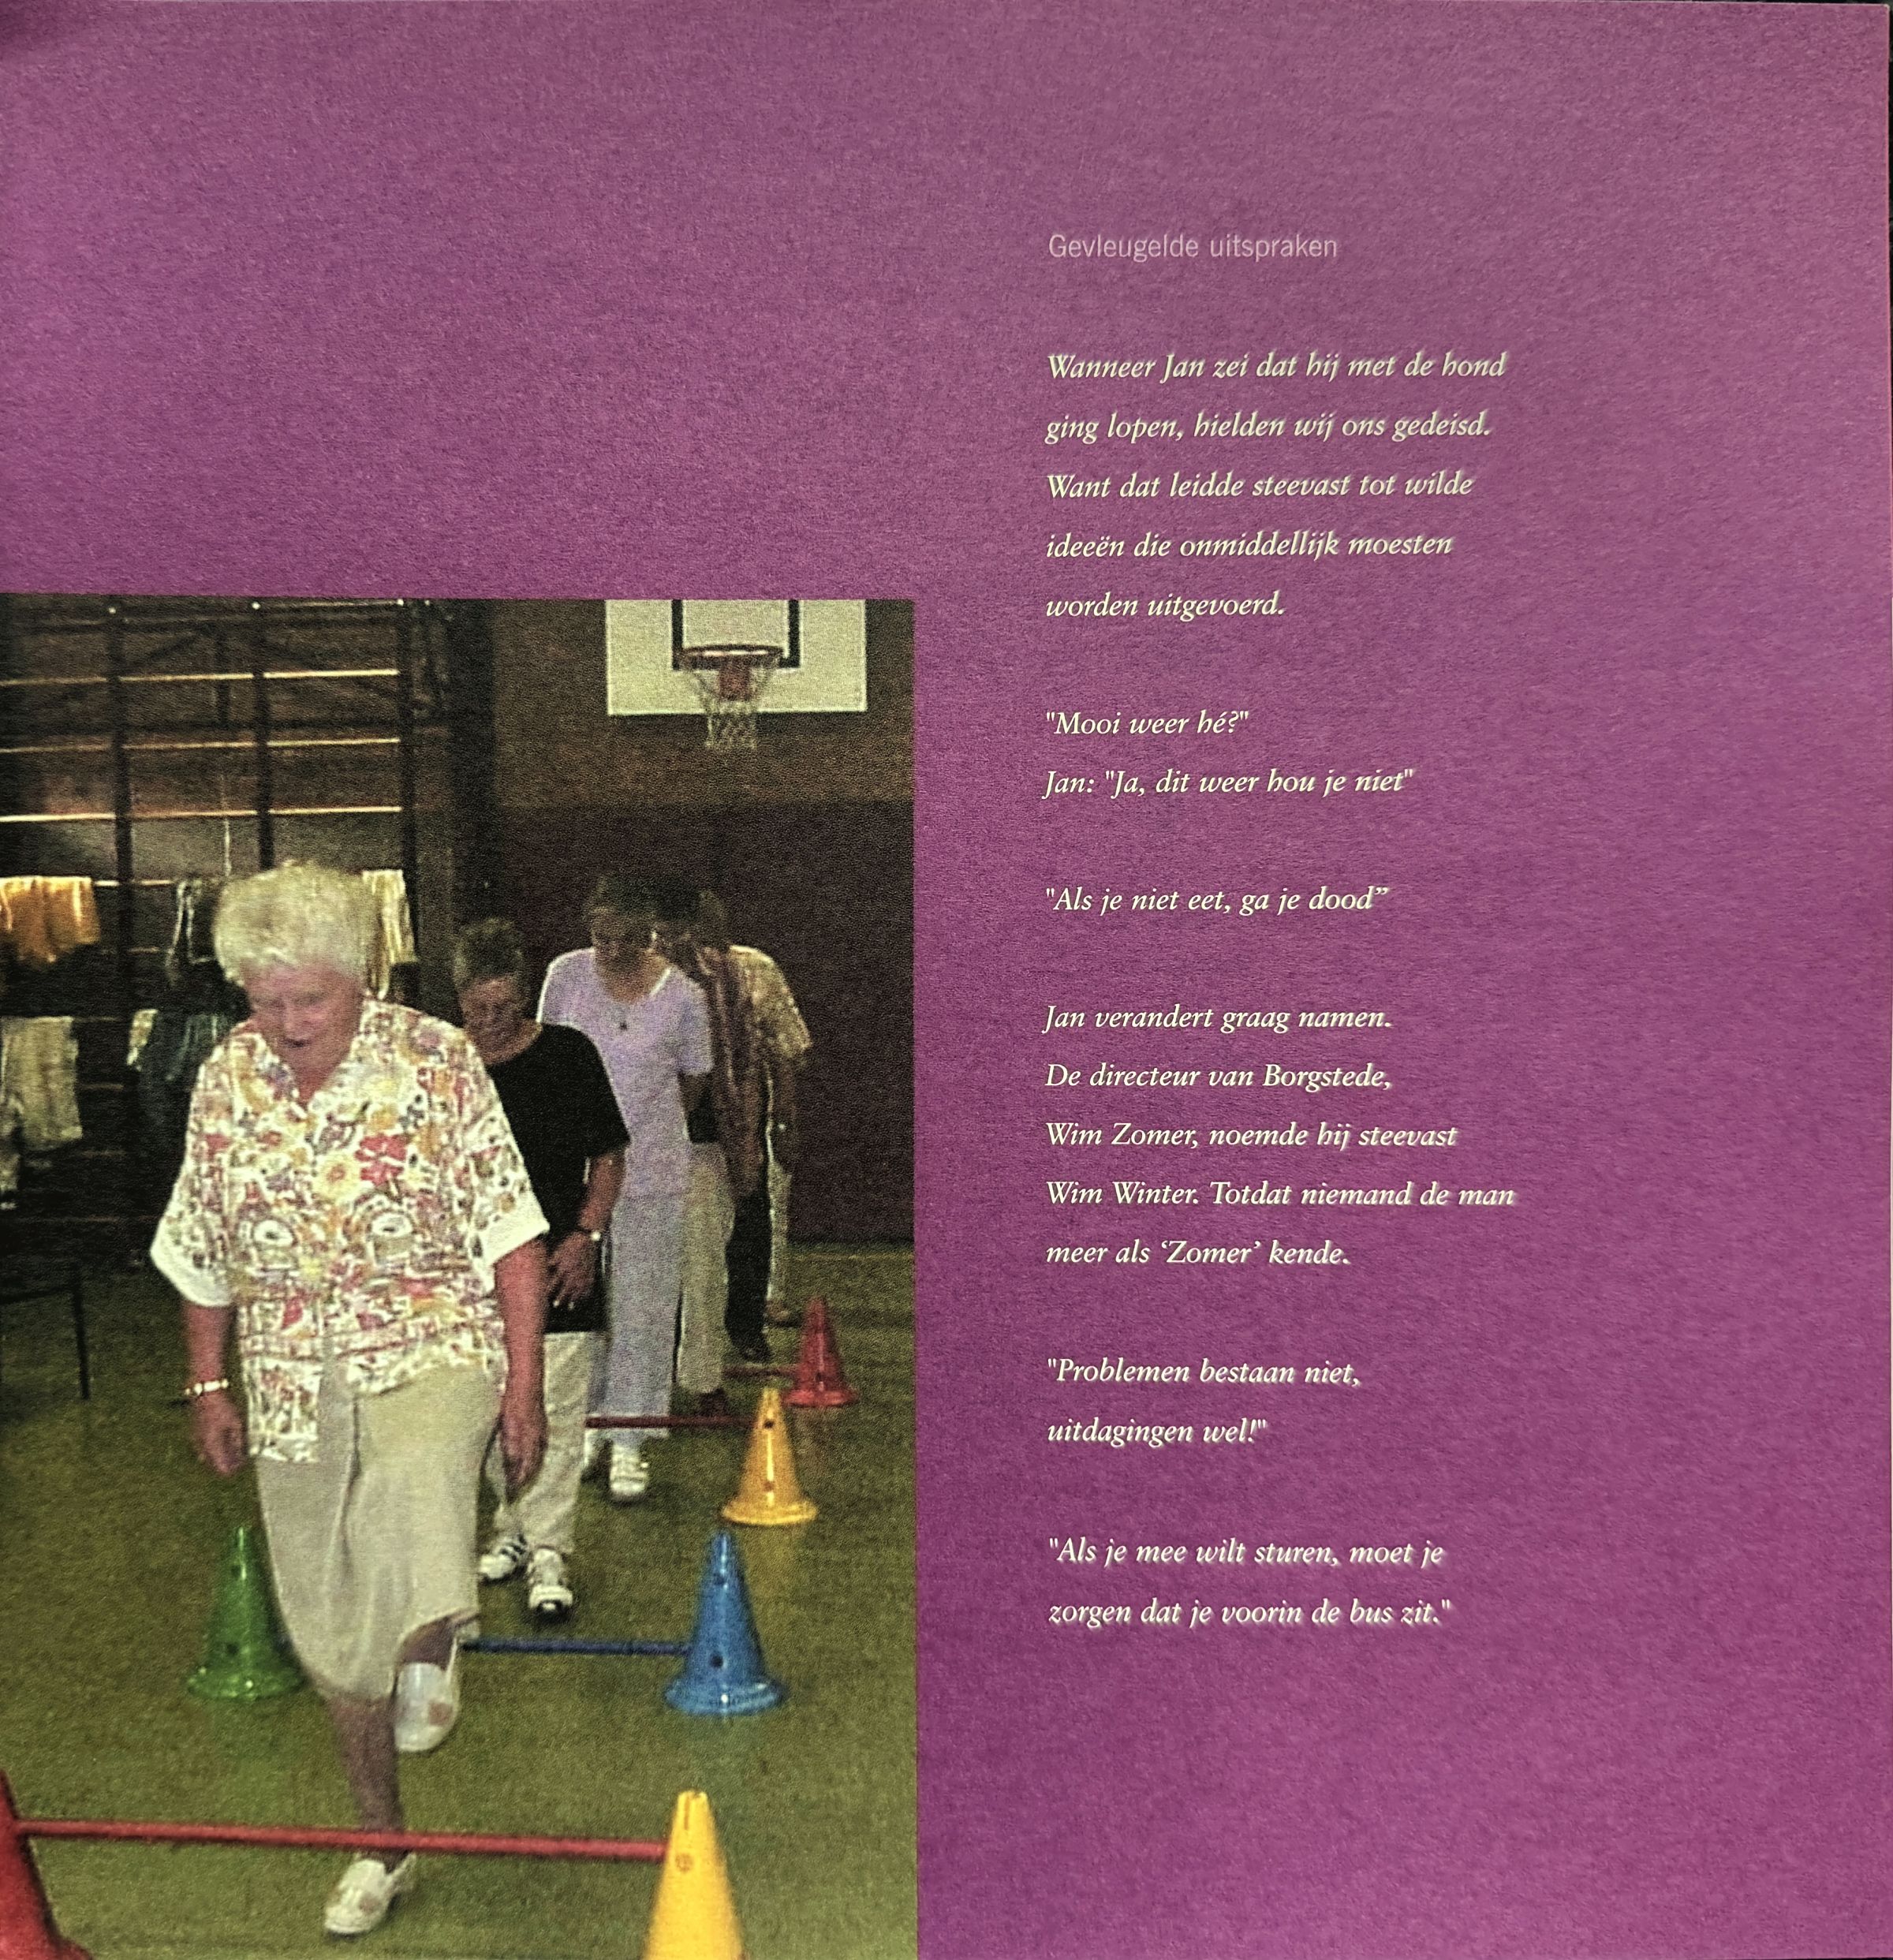 Gevleugelde uitspraken
Wanneer Jan zei dat hij met de hond
ging lopen, hielden wij ons gedeisd.
Want dat leidde steevast tot wilde
ideeën die onmiddellijk moesten
worden uitgevoerd.
"Mooi weer hé?"
Jan: "Ja, dit weer hou je niet"
"Als je niet eet, ga je dood”
Jan verandert graag namen.
De directeur van Borgstede,
Wim Zomer, noemde hij steevast
Wim Winter. Totdat niemand de man
meer als ‘Zomer’ kende.
"Problemen bestaan niet,
uitdagingen wel!"
"Als je mee wilt sturen, moet je
zorgen dat je voorin de bus zit."